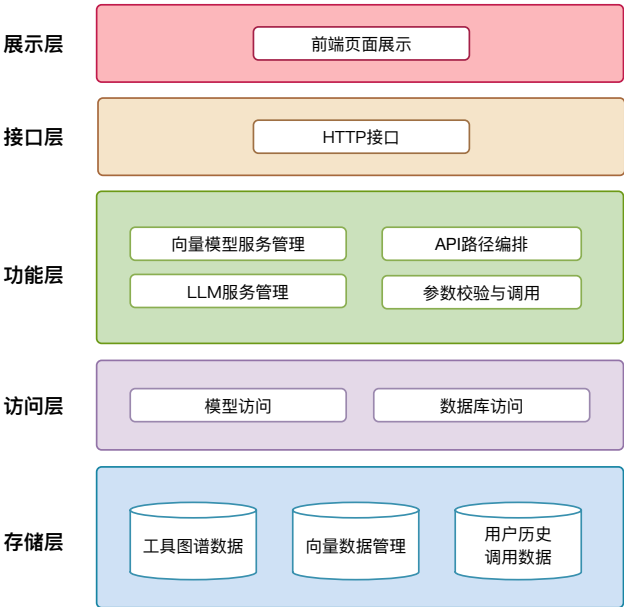 展示层
前端页面展示
接口层
HTTP接口
功能层
向量模型服务管理
API路径编排
LLM服务管理
参数校验与调用
访问层
模型访问
数据库访问
存储层
工具图谱数据
向量数据管理
用户历史
调用数据